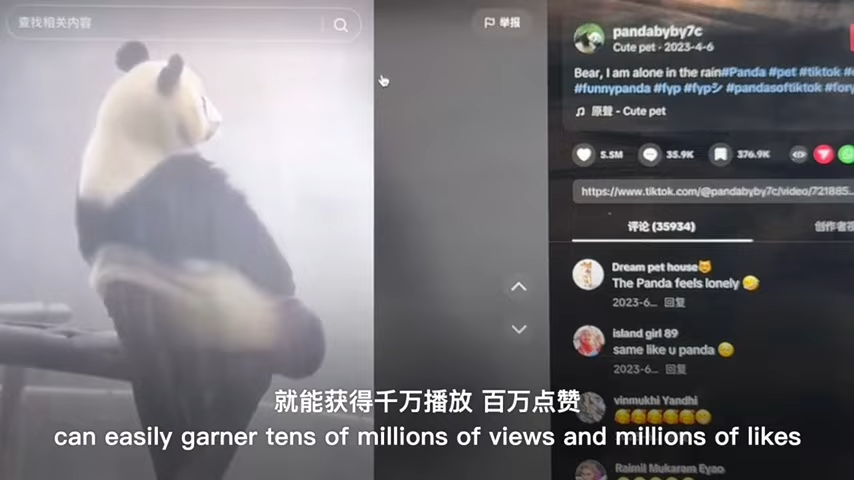 查找相关内容
举报
pandabyby7c
Cute pet · 2023-4-6
Bear, I am alone in the rain#Panda #pet #tiktok
#funnypanda #fyp #fypシ #pandasoftiktok #fory
原聲 - Cute pet
5.5M 35.9K 376.9K
https://www.tiktok.com/@pandabyby7c/video/721885...
评论 (35934) 创作者视
Dream pet house😻
The Panda feels lonely 🤣
2023-6... 回复
island girl 89
same like u panda
2023-6... 回复
vinmukhi Yandhi
🥰🥰🥰🥰🥰🥰
Raimil Mukaram Eyao
就能获得千万播放 百万点赞
can easily garner tens of millions of views and millions of likes